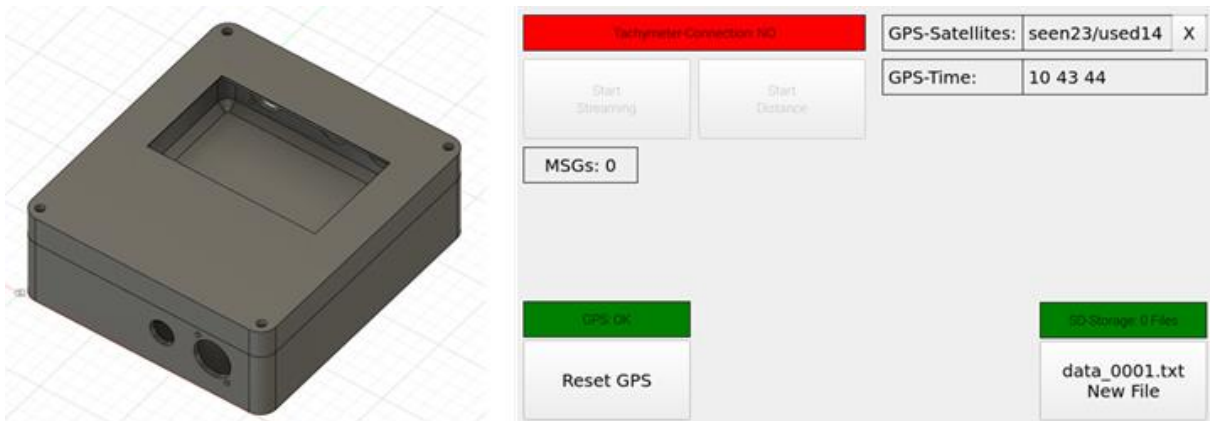 Tachymeter-Connection: NO
GPS-Satellites: seen23/used14 X
Start
Streaming
Start
Distance
GPS-Time: 10 43 44
MSGs: 0
GPS: OK
SD-Storage: 0 Files
Reset GPS
data_0001.txt
New File